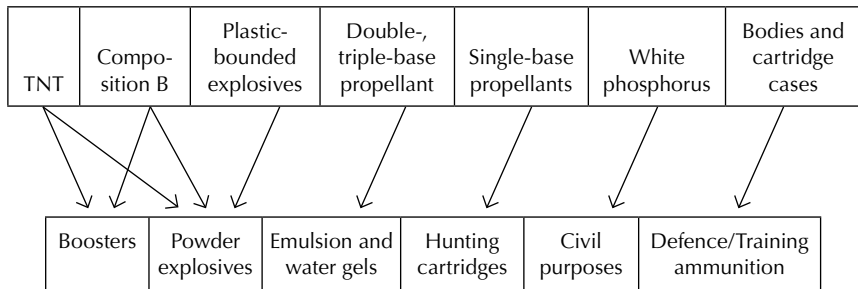 TNT
Compo-
sition B
Plastic-
bounded
explosives
Double-,
triple-base
propellant
Single-base
propellants
White
phosphorus
Bodies and
cartridge
cases
Boosters
Powder
explosives
Emulsion and
water gels
Hunting
cartridges
Civil
purposes
Defence/Training
ammunition